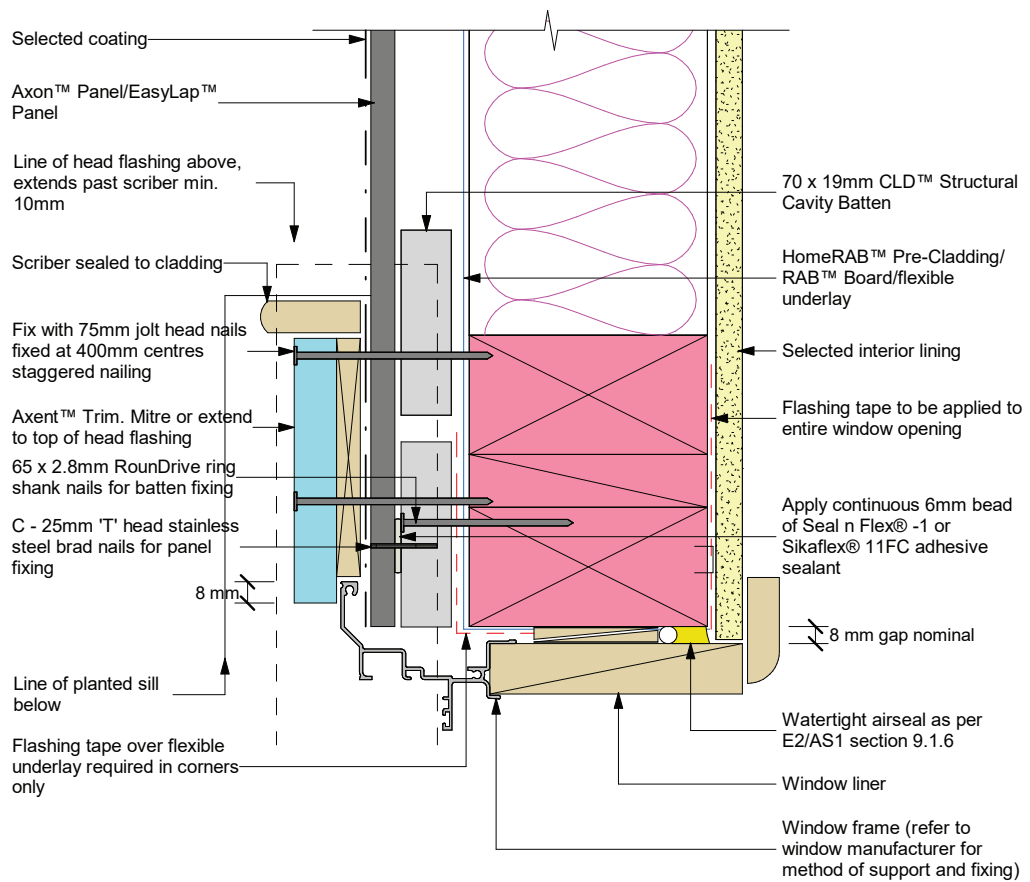 Selected coating
Axon™ Panel/EasyLap™
Panel
Line of head flashing above,
extends past scriber min.
10mm
Scriber sealed to cladding
Fix with 75mm jolt head nails
fixed at 400mm centres
staggered nailing
Axent™ Trim. Mitre or extend
to top of head flashing
65 x 2.8mm RounDrive ring
shank nails for batten fixing
C - 25mm 'T' head stainless
steel brad nails for panel
fixing
8 mm
Line of planted sill
below
Flashing tape over flexible
underlay required in corners
only
70 x 19mm CLD™ Structural
Cavity Batten
HomeRAB™ Pre-Cladding/
RAB™ Board/flexible
underlay
Selected interior lining
Flashing tape to be applied to
entire window opening
Apply continuous 6mm bead
of Seal n Flex® -1 or
Sikaflex® 11FC adhesive
sealant
8 mm gap nominal
Watertight airseal as per
E2/AS1 section 9.1.6
Window liner
Window frame (refer to
window manufacturer for
method of support and fixing)